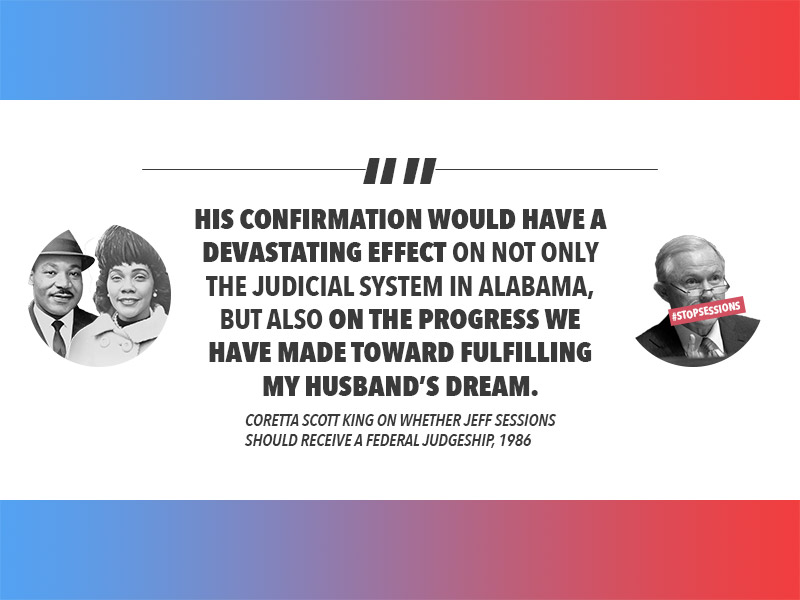 HIS CONFIRMATION WOULD HAVE A
DEVASTATING EFFECT ON NOT ONLY
THE JUDICIAL SYSTEM IN ALABAMA,
BUT ALSO ON THE PROGRESS WE
HAVE MADE TOWARD FULFILLING
MY HUSBAND'S DREAM.
CORETTA SCOTT KING ON WHETHER JEFF SESSIONS
SHOULD RECEIVE A FEDERAL JUDGESHIP, 1986
#STOPSESSIONS